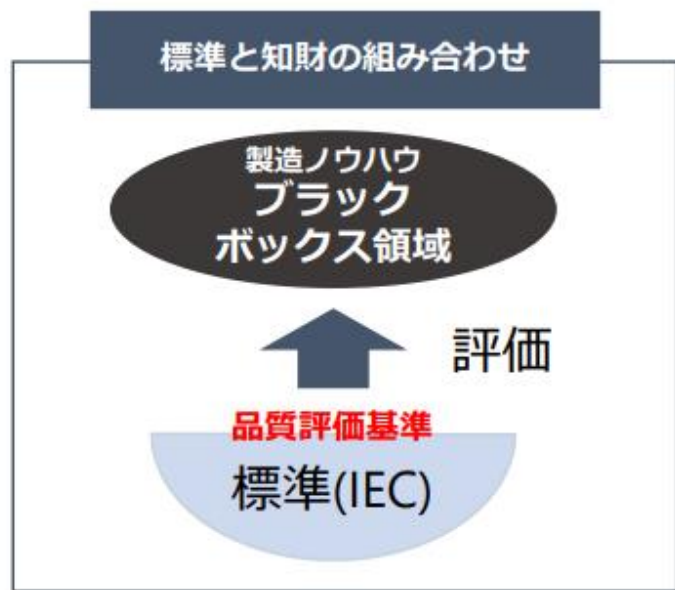 標準と知財の組み合わせ
製造ノウハウ
ブラック
ボックス領域
評価
品質評価基準
標準(IEC)